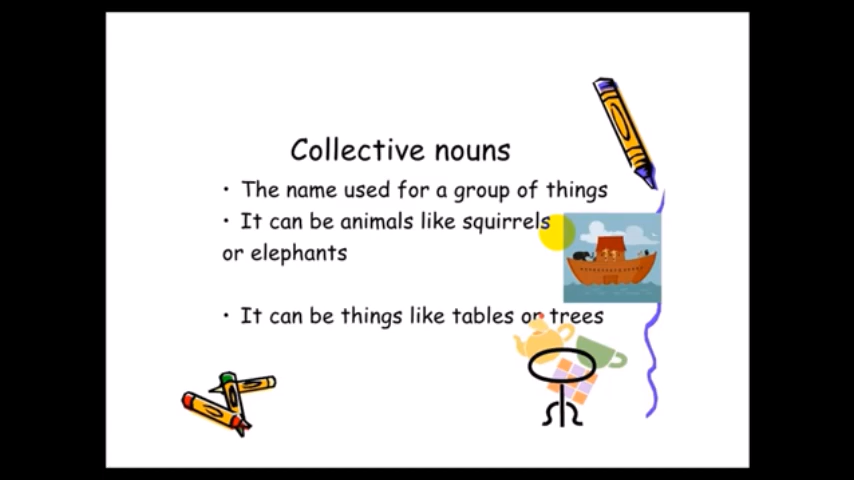 Collective nouns
• The name used for a group of things
• It can be animals like squirrels
or elephants
• It can be things like tables or trees